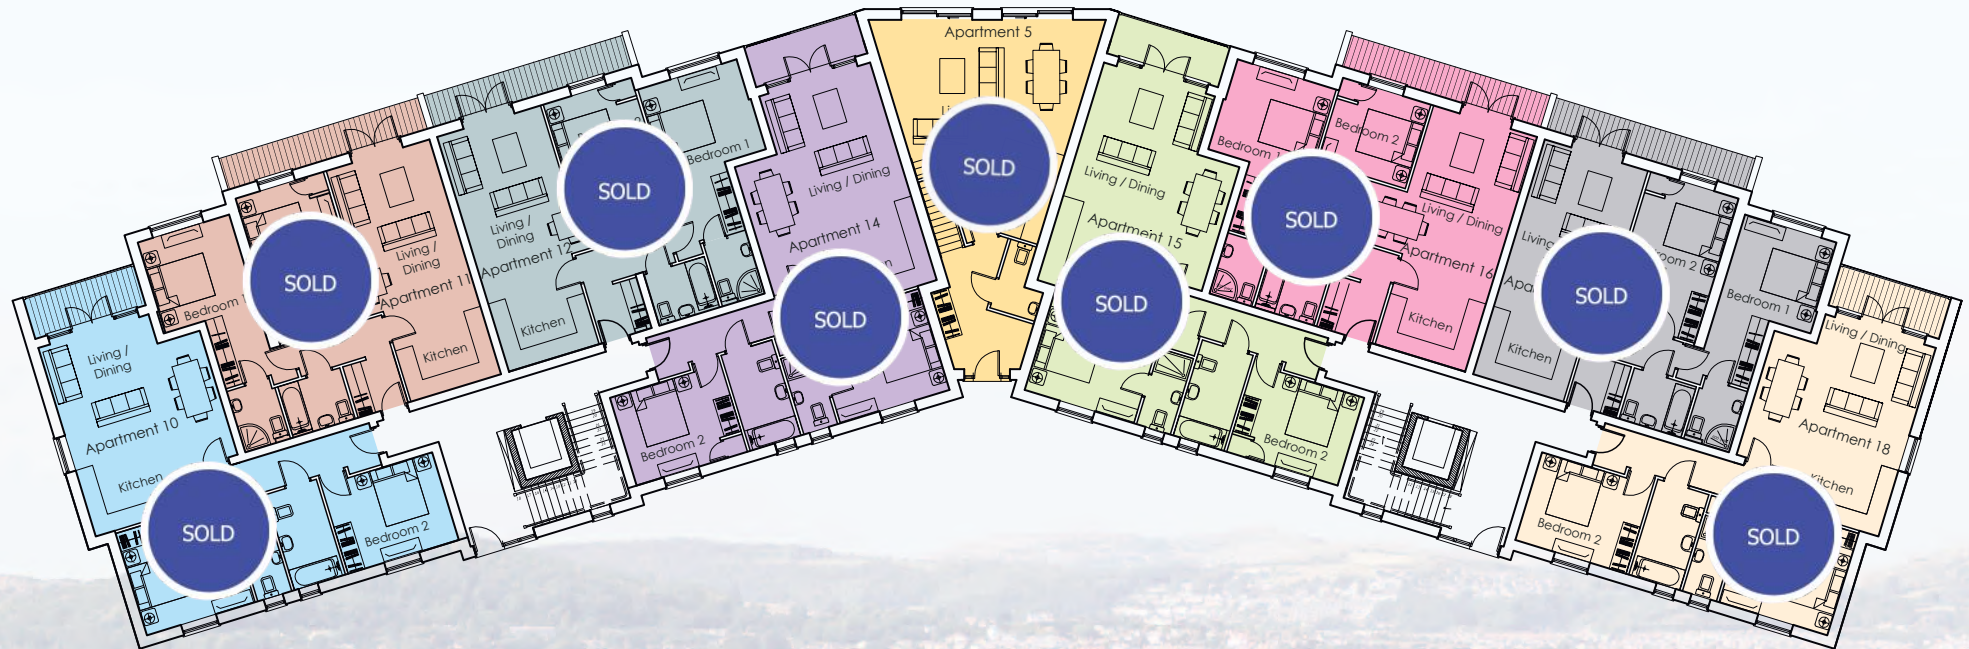 Apartment 5
SOLD
Living /
Dining
Apartment 10
Kitchen
SOLD
Bedroom 2
Bedroom 1
SOLD
Living /
Dining
Apartment 11
Kitchen
Living /
Dining
Apartment 12
Kitchen
SOLD
Bedroom 1
Living / Dining
Apartment 14
SOLD
Bedroom 2
Living / Dining
Apartment 15
SOLD
Bedroom 2
Bedroom 1
Bedroom 2
SOLD
Living / Dining
Apartment 16
Kitchen
Living
SOLD
Kitchen
Bedroom 1
Living / Dining
Apartment 18
Kitchen
SOLD
Bedroom 2